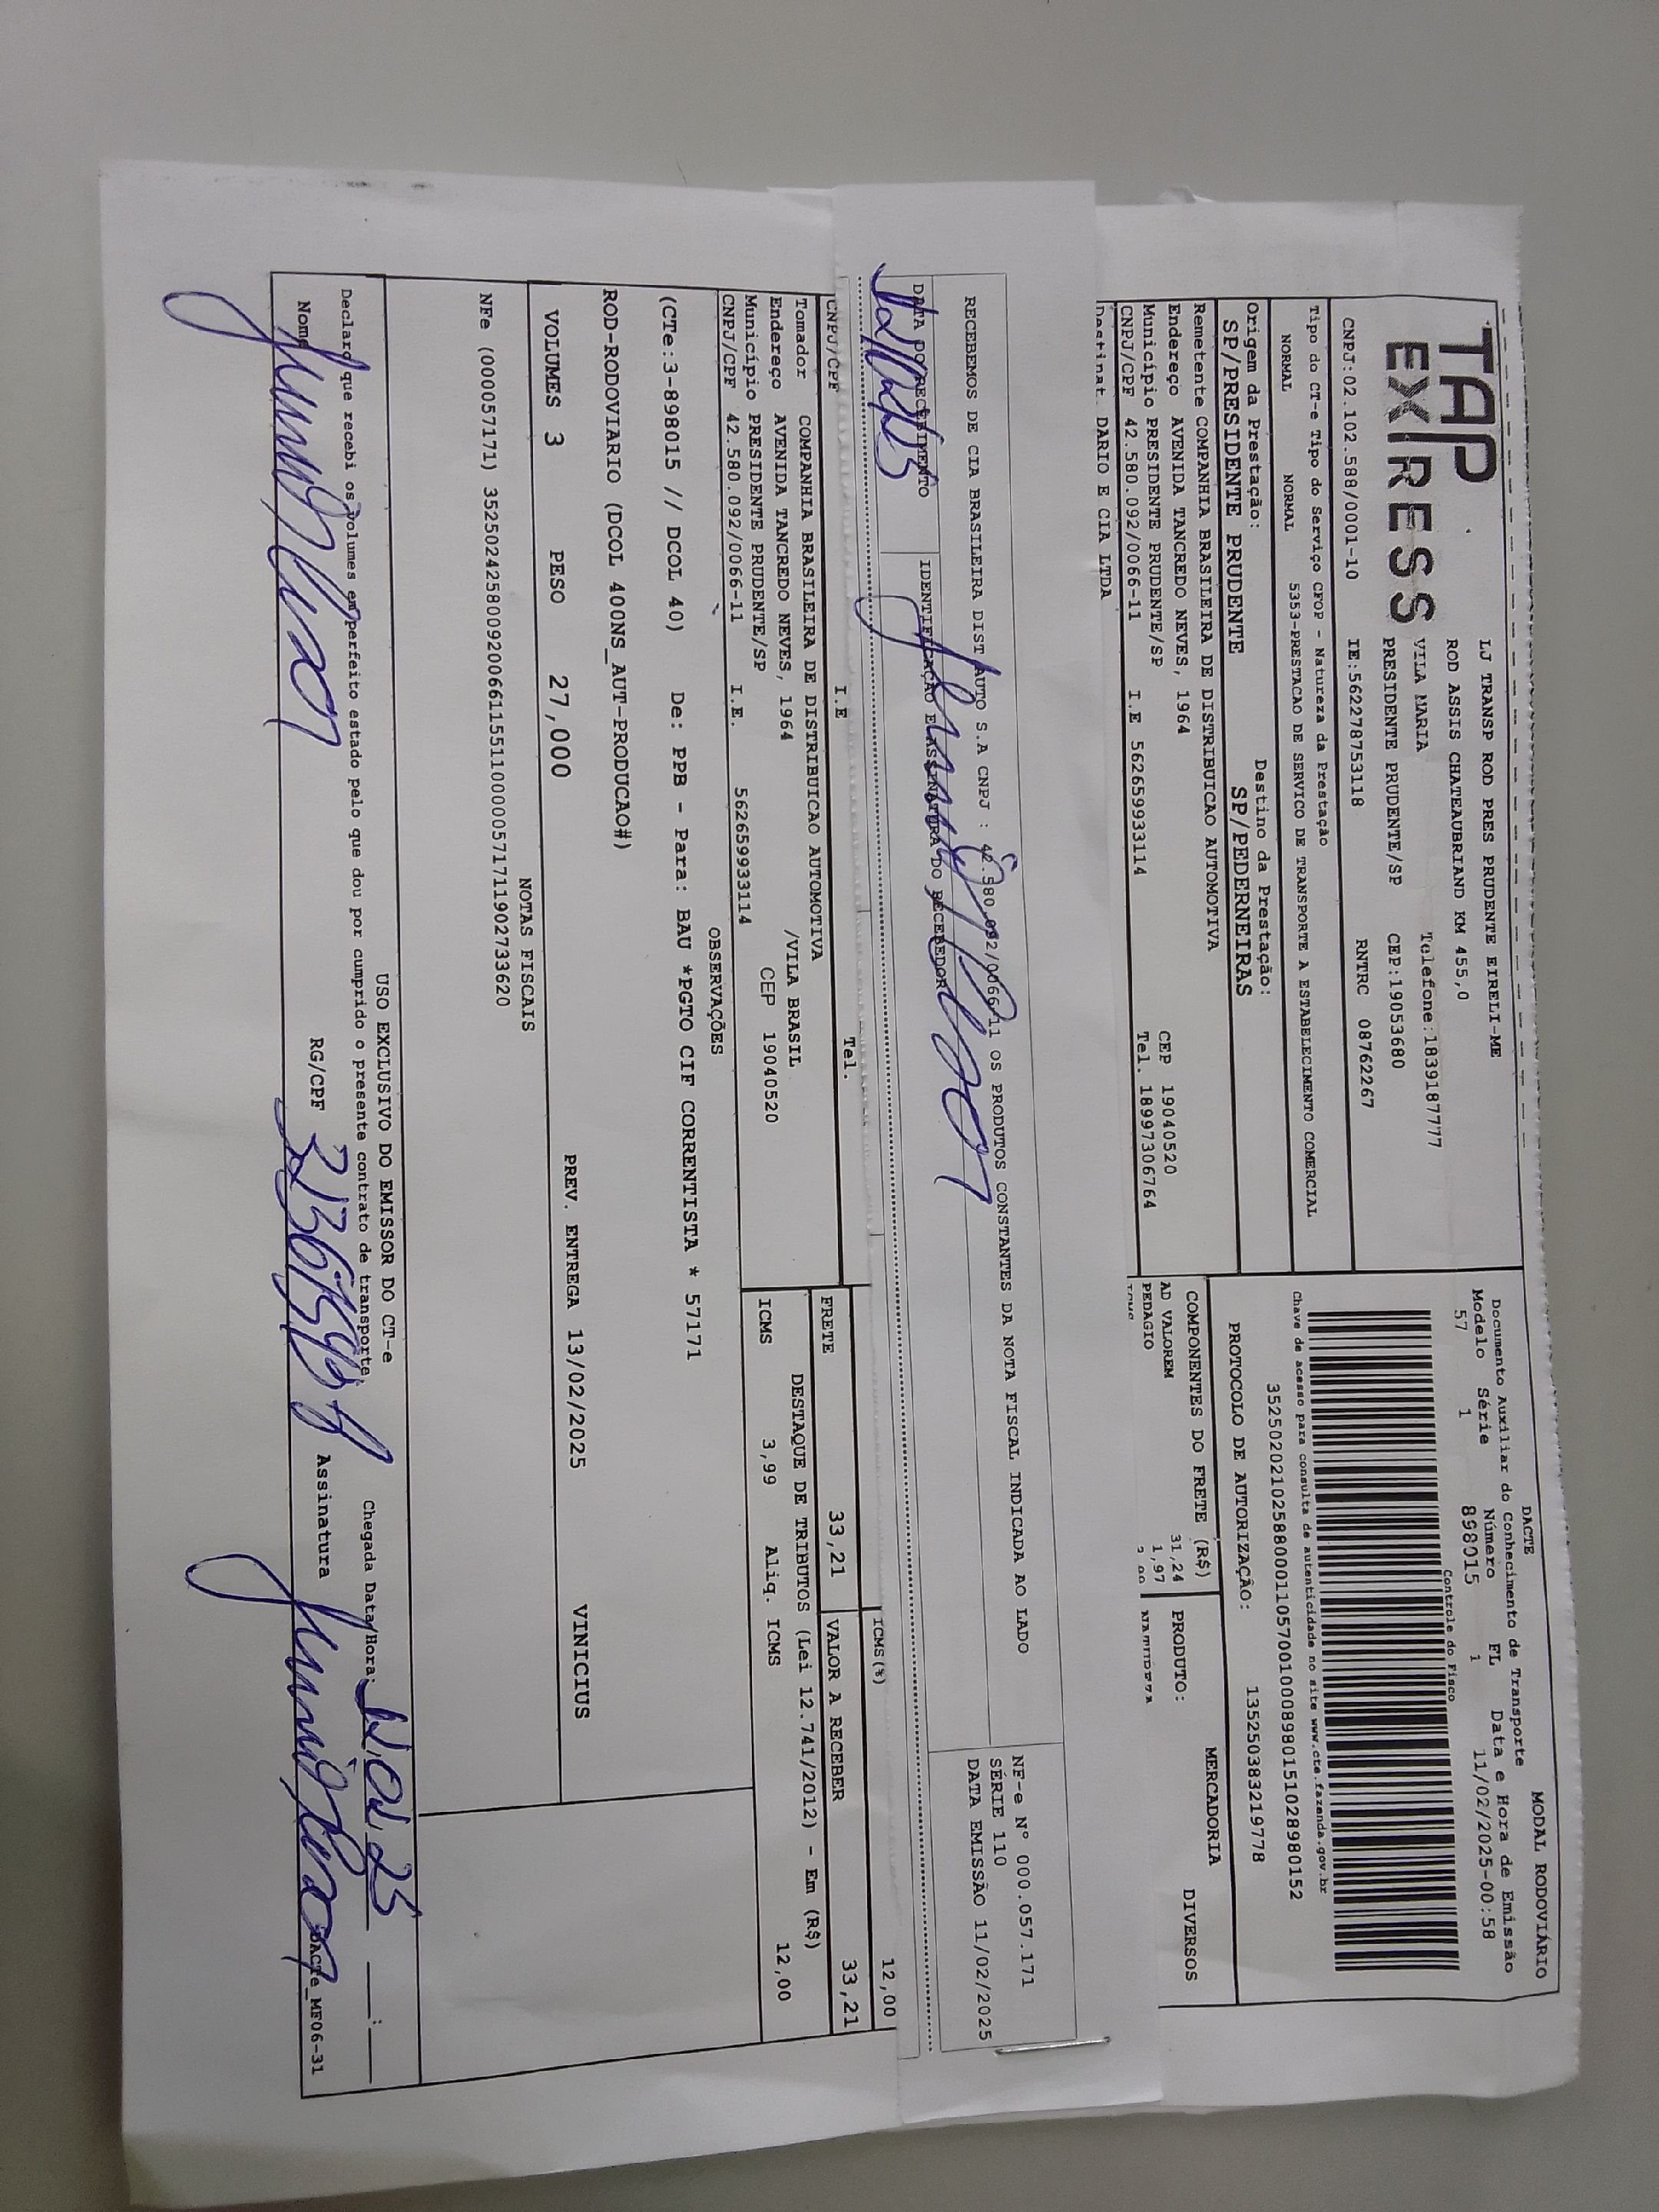 TAP
EXPRESS
LJ TRANSP ROD PRES PRUDENTE EIRELI-ME
ROD ASSIS CHATEAUBRIAND KM 455,0
VILA MARIA Telefone:1839187777
PRESIDENTE PRUDENTE/SP CEP:19053680
CNPJ:02.102.588/0001-10 IE:562278753118 RNTRC 08762267
Tipo do CT-e Tipo do Serviço CFOP - Natureza da Prestação
NORMAL NORMAL 5353-PRESTACAO DE SERVICO DE TRANSPORTE A ESTABELECIMENTO COMERCIAL
Origem da Prestação: Destino da Prestação:
SP/PRESIDENTE PRUDENTE SP/PEDERNEIRAS
Remetente COMPANHIA BRASILEIRA DE DISTRIBUICAO AUTOMOTIVA
Endereço AVENIDA TANCREDO NEVES, 1964 CEP 19040520
Município PRESIDENTE PRUDENTE/SP Tel. 18997306764
CNPJ/CPF 42.580.092/0066-11 I.E 562659933114
Destinat. DARIO E CIA LTDA
DACTE MODAL RODOVIÁRIO
Documento Auxiliar do Conhecimento de Transporte
Modelo Série Número FL Data e Hora de Emissão
57 1 898015 1 11/02/2025-00:58
Controle do Fisco
Chave de acesso para consulta de autenticidade no site www.cte.fazenda.gov.br
35250202102588000110570010008980151028980152
PROTOCOLO DE AUTORIZAÇÃO: 135250383219778
COMPONENTES DO FRETE (R$) PRODUTO: MERCADORIA DIVERSOS
AD VALOREM 31,24
PEDAGIO 1,97
ICMS
RECEBEMOS DE CIA BRASILEIRA DIST AUTO S.A CNPJ : 42.580.092/0066-11 OS PRODUTOS CONSTANTES DA NOTA FISCAL INDICADA AO LADO
NF-e N° 000.057.171
SÉRIE 110
DATA EMISSÃO 11/02/2025
DATA DO RECEBIMENTO IDENTIFICAÇÃO E ASSINATURA DO RECEBEDOR
CNPJ/CPF I.E Tel.
ICMS(%) 12,00
Tomador COMPANHIA BRASILEIRA DE DISTRIBUICAO AUTOMOTIVA
Endereço AVENIDA TANCREDO NEVES, 1964 /VILA BRASIL
Município PRESIDENTE PRUDENTE/SP CEP 19040520
CNPJ/CPF 42.580.092/0066-11 I.E. 562659933114
FRETE 33,21 VALOR A RECEBER 33,21
DESTAQUE DE TRIBUTOS (Lei 12.741/2012) - Em (R$)
ICMS 3,99 Aliq. ICMS 12,00
OBSERVAÇÕES
(CTe:3-898015 // DCOL 40) De: PPB - Para: BAU *PGTO CIF CORRENTISTA * 57171
ROD-RODOVIARIO (DCOL 400NS_AUT-PRODUCAO#)
VOLUMES 3 PESO 27,000 PREV. ENTREGA 13/02/2025 VINICIUS
NOTAS FISCAIS
NFe (000057171) 35250242580092006611551100000571711902733620
USO EXCLUSIVO DO EMISSOR DO CT-e
Declaro que recebi os volumes em perfeito estado pelo que dou por cumprido o presente contrato de transporte.
Chegada Data/Hora:
Nome RG/CPF Assinatura
DACTe_MF06-31